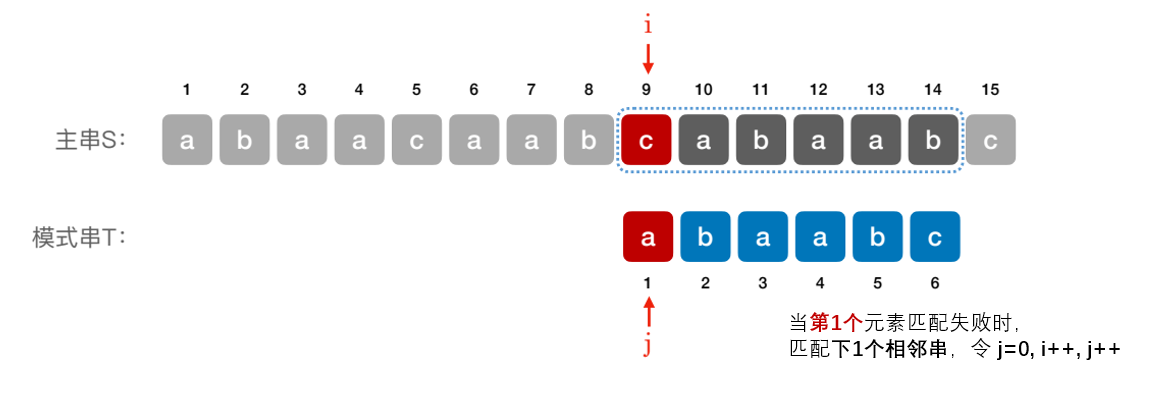 i
1 2 3 4 5 6 7 8 9 10 11 12 13 14 15
主串S: a b a a c a a b c a b a a b c
模式串T: a b a a b c
1 2 3 4 5 6
j
当第1个元素匹配失败时,
匹配下1个相邻串，令 j=0, i++, j++